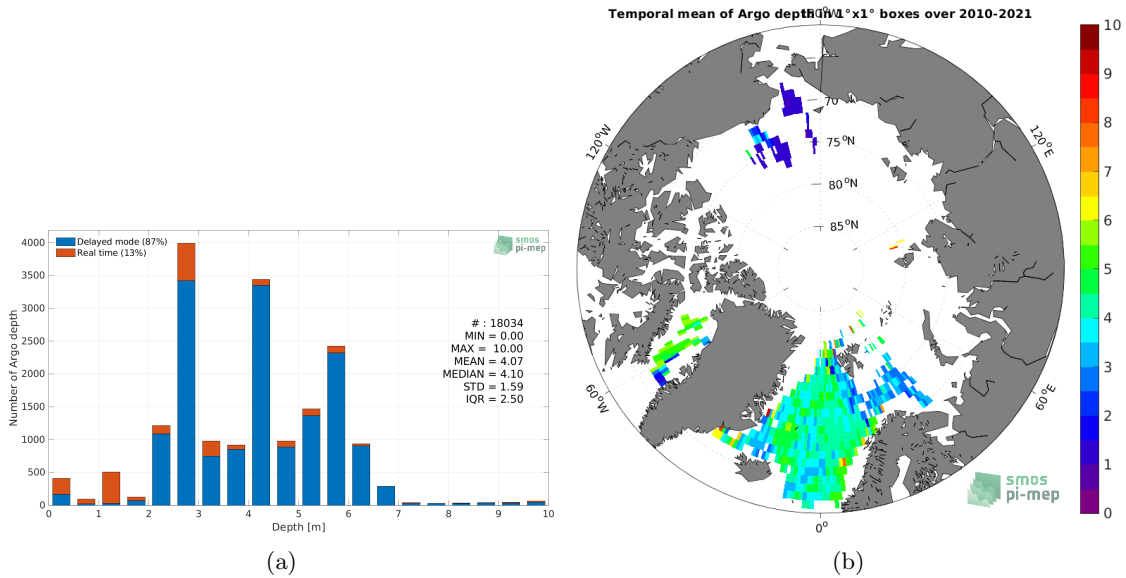 Temporal mean of Argo depth in 1°x1° boxes over 2010-2021
180°W
120°W
120°E
70
75°N
80°N
85°N
60°W
60°E
0°
10
9
8
7
6
5
4
3
2
1
0
smos
pi-mep
Delayed mode (87%)
Real time (13%)
smos
pi-mep
# : 18034
MIN = 0.00
MAX = 10.00
MEAN = 4.07
MEDIAN = 4.10
STD = 1.59
IQR = 2.50
Number of Argo depth
4000
3500
3000
2500
2000
1500
1000
500
0
0 1 2 3 4 5 6 7 8 9 10
Depth [m]
(a)
(b)